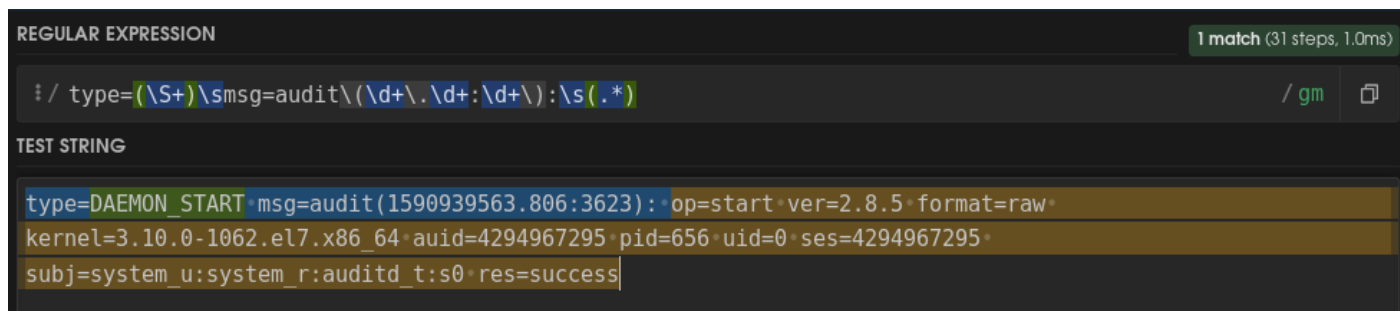 REGULAR EXPRESSION
1 match (31 steps, 1.0ms)
/ type=(\S+)\smsg=audit\(\d+\.\d+:\d+\):\s(.*) / gm
TEST STRING
type=DAEMON_START msg=audit(1590939563.806:3623): op=start ver=2.8.5 format=raw
kernel=3.10.0-1062.el7.x86_64 auid=4294967295 pid=656 uid=0 ses=4294967295
subj=system_u:system_r:auditd_t:s0 res=success